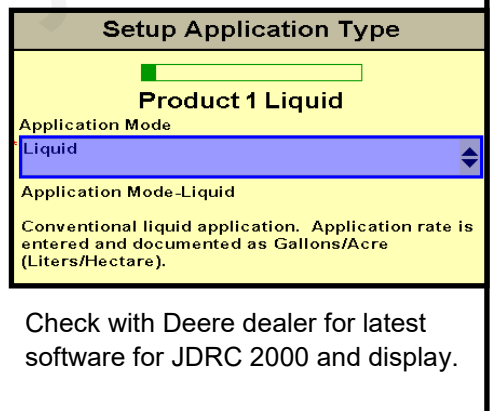 Setup Application Type
Product 1 Liquid
Application Mode
Liquid
Application Mode-Liquid
Conventional liquid application. Application rate is
entered and documented as Gallons/Acre
(Liters/Hectare).
Check with Deere dealer for latest
software for JDRC 2000 and display.